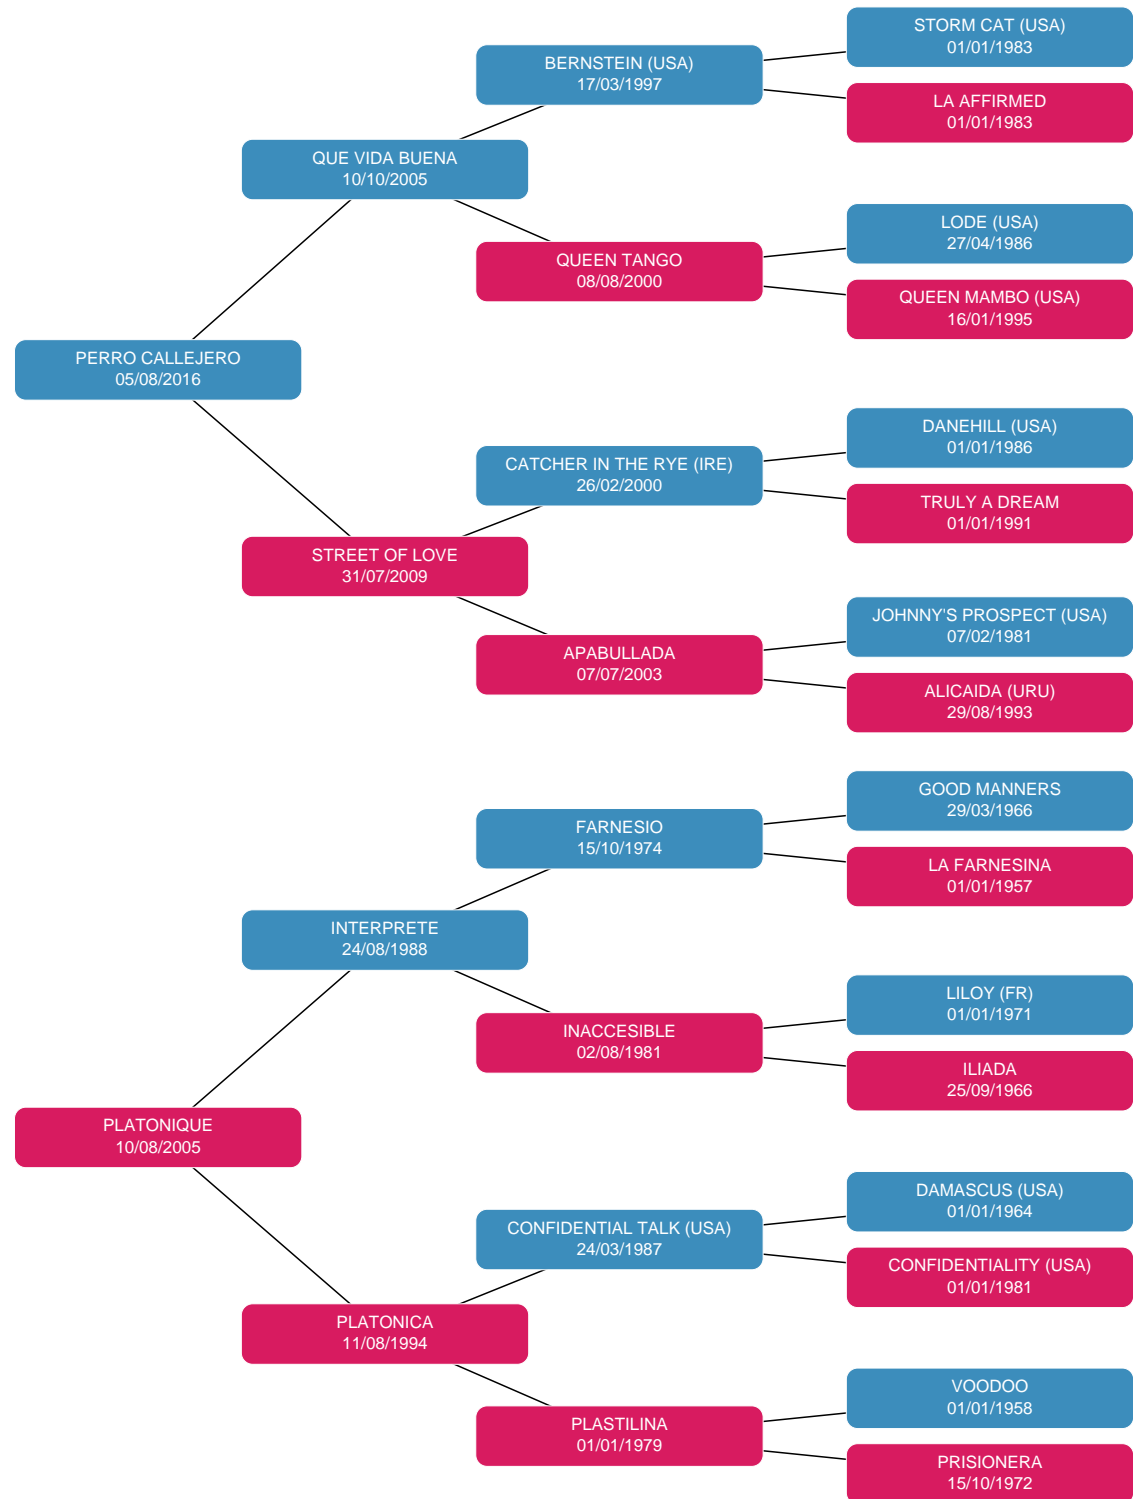 STORM CAT (USA)
01/01/1983
BERNSTEIN (USA)
17/03/1997
LA AFFIRMED
01/01/1983
QUE VIDA BUENA
10/10/2005
LODE (USA)
27/04/1986
QUEEN TANGO
08/08/2000
QUEEN MAMBO (USA)
16/01/1995
PERRO CALLEJERO
05/08/2016
DANEHILL (USA)
01/01/1986
CATCHER IN THE RYE (IRE)
26/02/2000
TRULY A DREAM
01/01/1991
STREET OF LOVE
31/07/2009
JOHNNY'S PROSPECT (USA)
07/02/1981
APABULLADA
07/07/2003
ALICAIDA (URU)
29/08/1993
GOOD MANNERS
29/03/1966
FARNESIO
15/10/1974
LA FARNESINA
01/01/1957
INTERPRETE
24/08/1988
LILOY (FR)
01/01/1971
INACCESIBLE
02/08/1981
ILIADA
25/09/1966
PLATONIQUE
10/08/2005
DAMASCUS (USA)
01/01/1964
CONFIDENTIAL TALK (USA)
24/03/1987
CONFIDENTIALITY (USA)
01/01/1981
PLATONICA
11/08/1994
VOODOO
01/01/1958
PLASTILINA
01/01/1979
PRISIONERA
15/10/1972